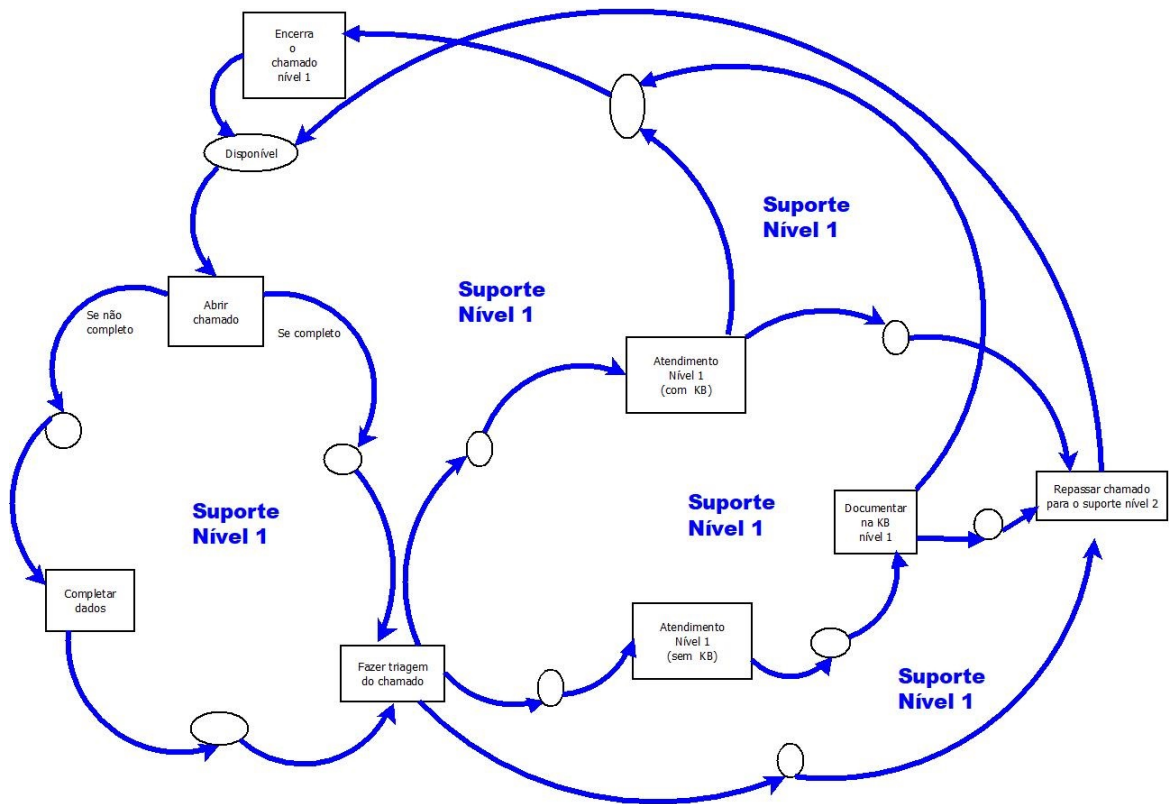 Encerra
o
chamado
nível 1
Disponível
Suporte
Nível 1
Abrir
chamado
Se não
completo
Se completo
Suporte
Nível 1
Atendimento
Nível 1
(com KB)
Suporte
Nível 1
Suporte
Nível 1
Documentar
na KB
nível 1
Repassar chamado
para o suporte nível 2
Completar
dados
Atendimento
Nível 1
(sem KB)
Fazer triagem
do chamado
Suporte
Nível 1